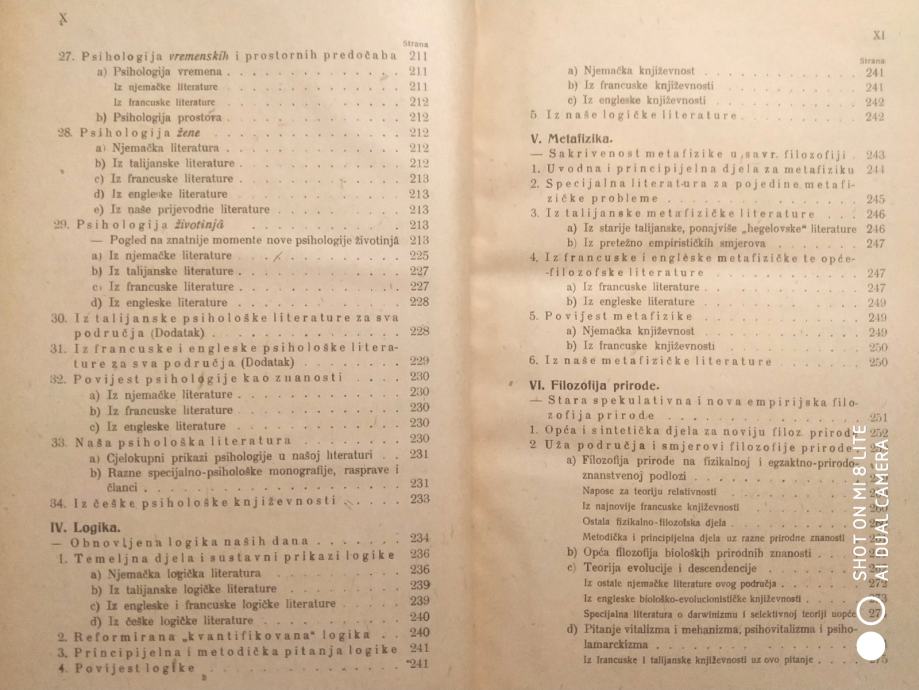 X
Strana
27. Psihologija vremenskih i prostornih predočaba 211
a) Psihologija vremena . . . . . . . . . . . 211
Iz njemačke literature . . . . . . . . . . . 211
Iz francuske literature . . . . . . . . . . . 212
b) Psihologija prostora . . . . . . . . . . . 212
28. Psihologija žene . . . . . . . . . . . 212
a) Njemačka literatura . . . . . . . . . . . 212
b) Iz talijanske literature . . . . . . . . . . . 212
c) Iz francuske literature . . . . . . . . . . . 213
d) Iz engleske literature . . . . . . . . . . . 213
e) Iz naše prijevodne literature . . . . . . . . . 213
29. Psihologija životinjâ . . . . . . . . . . . 213
— Pogled na znatnije momente nove psihologije životinjâ 213
a) Iz njemačke literature . . . . . . . . . . . 225
b) Iz talijanske literature . . . . . . . . . . . 227
c) Iz francuske literature . . . . . . . . . . . 227
d) Iz engleske literature . . . . . . . . . . . 228
30. Iz talijanske psihološke literature za sva
područja (Dodatak) . . . . . . . . . . . 228
31. Iz francuske i engleske psihološke litera-
ture za sva područja (Dodatak) . . . . . . . 229
32. Povijest psihologije kao znanosti . . . . 230
a) Iz njemačke literature . . . . . . . . . . . 230
b) Iz francuske literature . . . . . . . . . . . 230
c) Iz engleske literature . . . . . . . . . . . 230
33. Naša psihološka literatura . . . . . . . 230
a) Cjelokupni prikazi psihologije u našoj literaturi . . 231
b) Razne specijalno-psihološke monografije, rasprave i
članci . . . . . . . . . . . 231
34. Iz češke psihološke književnosti . . . . . 233
IV. Logika.
— Obnovljena logika naših dana . . . . . . 234
1. Temeljna djela i sustavni prikazi logike 236
a) Njemačka logička literatura . . . . . . . . . 236
b) Iz talijanske logičke literature . . . . . . . . 239
c) Iz engleske i francuske logičke literature . . . . 239
d) Iz češke logičke literature . . . . . . . . . 240
2. Reformirana „kvantifikovana“ logika . . 240
3. Principijelna i metodička pitanja logike 241
4. Povijest logike . . . . . . . . . . . 241
XI
Strana
a) Njemačka književnost . . . . . . . . . . . 241
b) Iz francuske književnosti . . . . . . . . . . 241
c) Iz engleske književnosti . . . . . . . . . . 242
5 Iz naše logičke literature . . . . . . . . 242
V. Metafizika.
— Sakrivenost metafizike u savr. filozofiji . 243
1. Uvodna i principijelna djela za metafiziku 244
2. Specijalna literatura za pojedine metafi-
zičke probleme . . . . . . . . . . . 245
3. Iz talijanske metafizičke literature . . . 246
a) Iz starije talijanske, ponajviše „hegelovske“ literature 246
b) Iz pretežno empirističkih smjerova . . . . . . 247
4. Iz francuske i engleske metafizičke te opće-
-filozofske literature . . . . . . . . . 247
a) Iz francuske literature . . . . . . . . . . . 247
b) Iz engleske literature . . . . . . . . . . . 249
5. Povijest metafizike . . . . . . . . . . . 249
a) Njemačka književnost . . . . . . . . . . . 249
b) Iz francuske književnosti . . . . . . . . . . 250
6. Iz naše metafizičke literature . . . . . . 250
VI. Filozofija prirode.
— Stara spekulativna i nova empirijska filo-
zofija prirode . . . . . . . . . . . 251
1. Opća i sintetička djela za noviju filoz. prirode 252
2 Uža područja i smjerovi filozofije prirode
a) Filozofija prirode na fizikalnoj i egzaktno-prirodo-
znanstvenoj podlozi . . . . . . . . . . .
Napose za teoriju relativnosti . . . . . . . . .
Iz najnovije francuske književnosti . . . . . . .
Ostala fizikalno-filozofska djela . . . . . . . .
Metodička i principijelna djela uz razne prirodne znanosti
b) Opća filozofija bioloških prirodnih znanosti . . .
c) Teorija evolucije i descendencije . . . . . . .
Iz ostale njemačke literature ovog područja . . . 272
Iz engleske biološko-evolucionističke književnosti . . 273
Specijalna literatura o darwinizmu i selektivnoj teoriji uopće
d) Pitanje vitalizma i mehanizma, psihovitalizma i psiho-
lamarckizma . . . . . . . . . . .
Iz francuske i talijanske književnosti uz ovo pitanje . . . . 275
SHOT ON MI 8 LITE
AI DUAL CAMERA